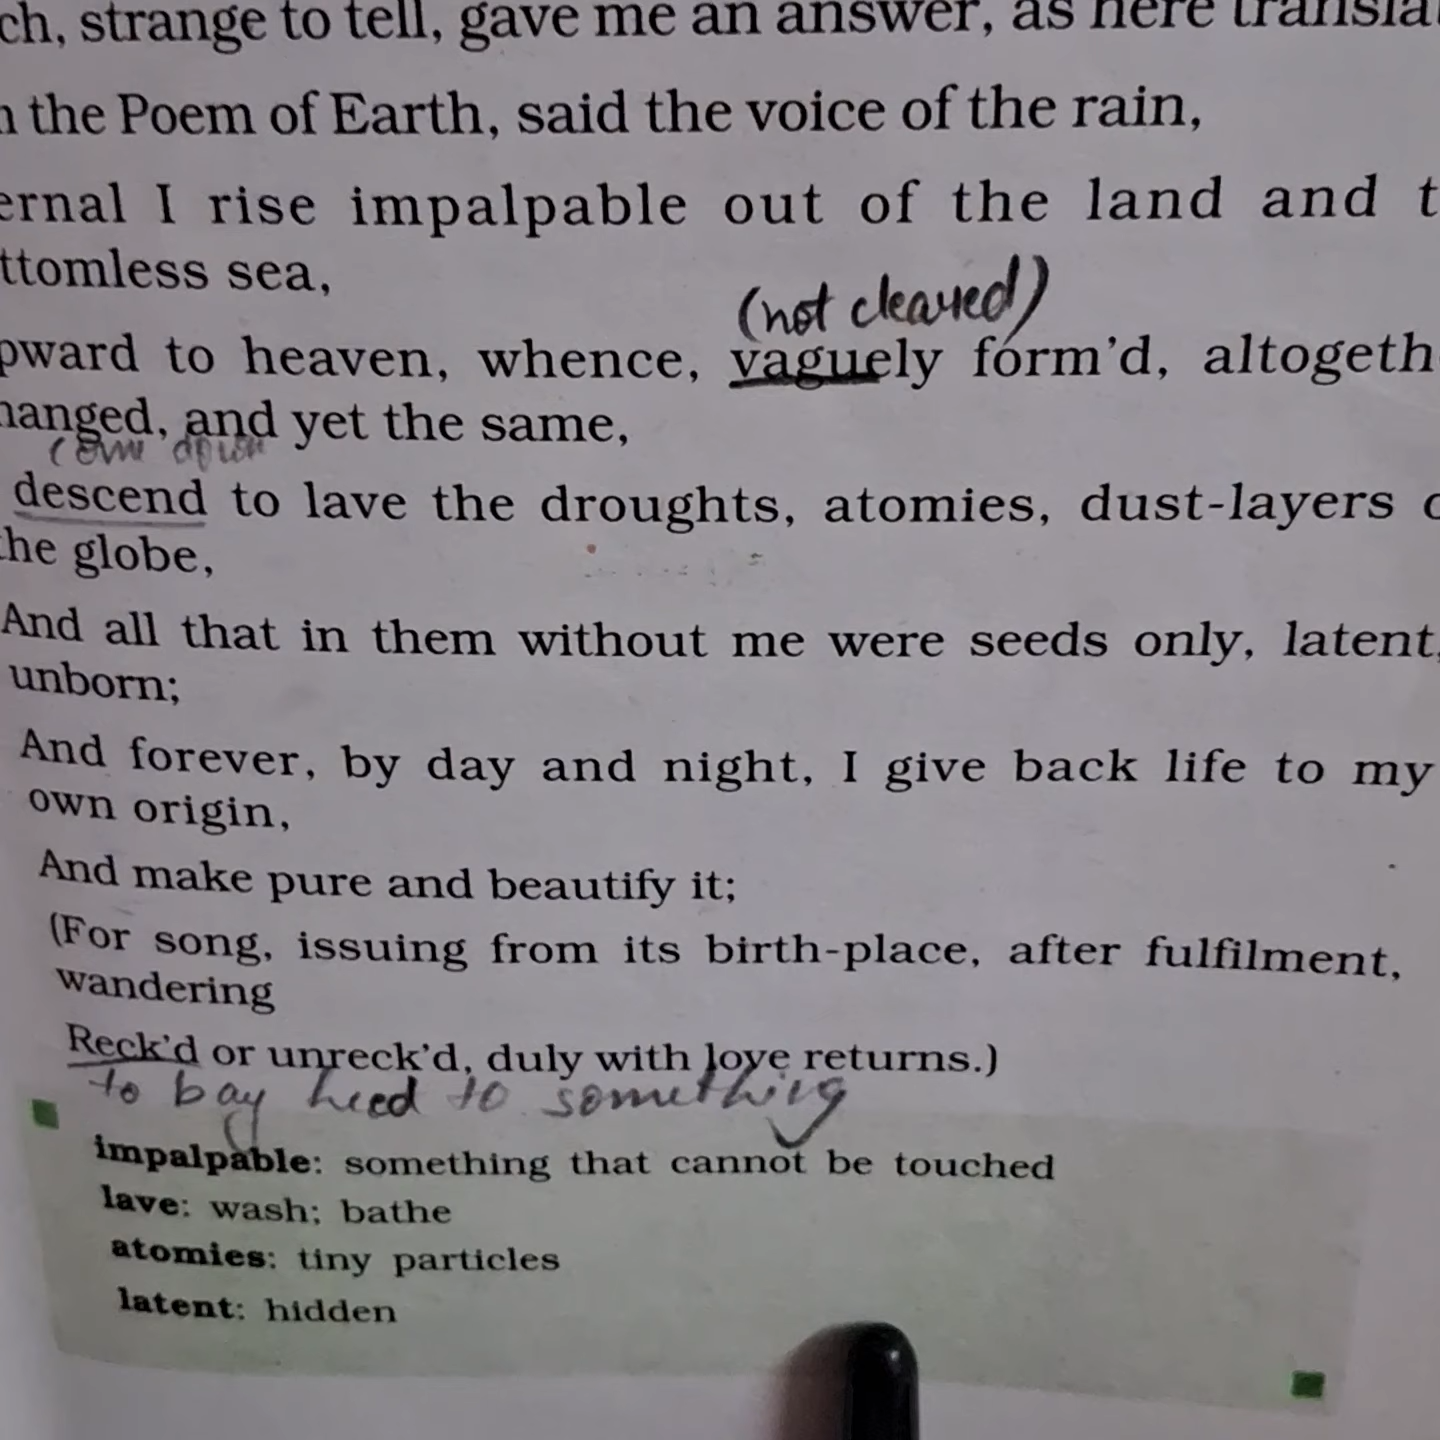 ch, strange to tell, gave me an answer, as here transla
n the Poem of Earth, said the voice of the rain,
ernal I rise impalpable out of the land and t
ttomless sea,
(not cleared)
pward to heaven, whence, vaguely form'd, altogeth
hanged, and yet the same,
(come down
descend to lave the droughts, atomies, dust-layers o
the globe,
And all that in them without me were seeds only, latent,
unborn;
And forever, by day and night, I give back life to my
own origin,
And make pure and beautify it;
(For song, issuing from its birth-place, after fulfilment,
wandering
Reck'd or unreck'd, duly with love returns.)
to bay heed to something
impalpable: something that cannot be touched
lave: wash; bathe
atomies: tiny particles
latent: hidden